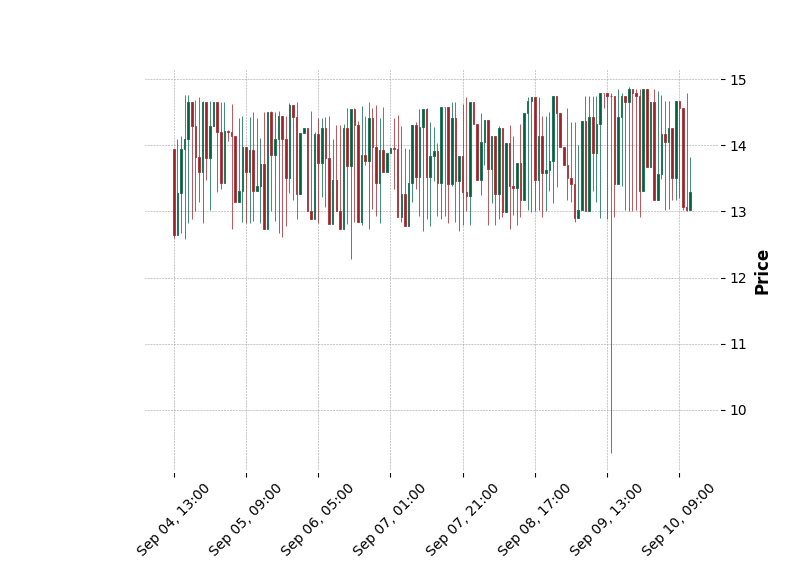 15
14
13
12
11
10
Price
Sep 04, 13:00
Sep 05, 09:00
Sep 06, 05:00
Sep 07, 01:00
Sep 07, 21:00
Sep 08, 17:00
Sep 09, 13:00
Sep 10, 09:00